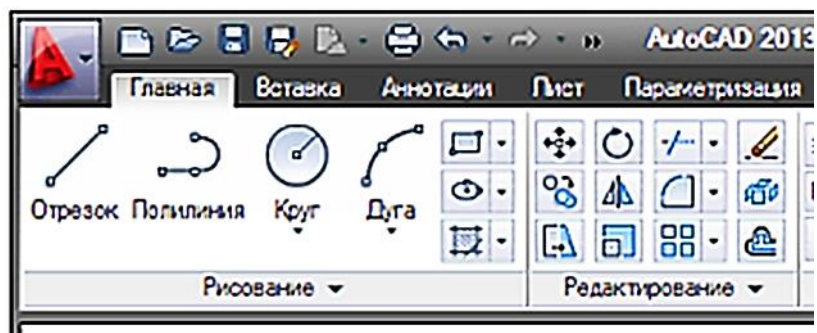 AutoCAD 2013
Главная Вставка Аннотации Лист Параметризация
Отрезок Полилиния Круг Дуга
Рисование Редактирование